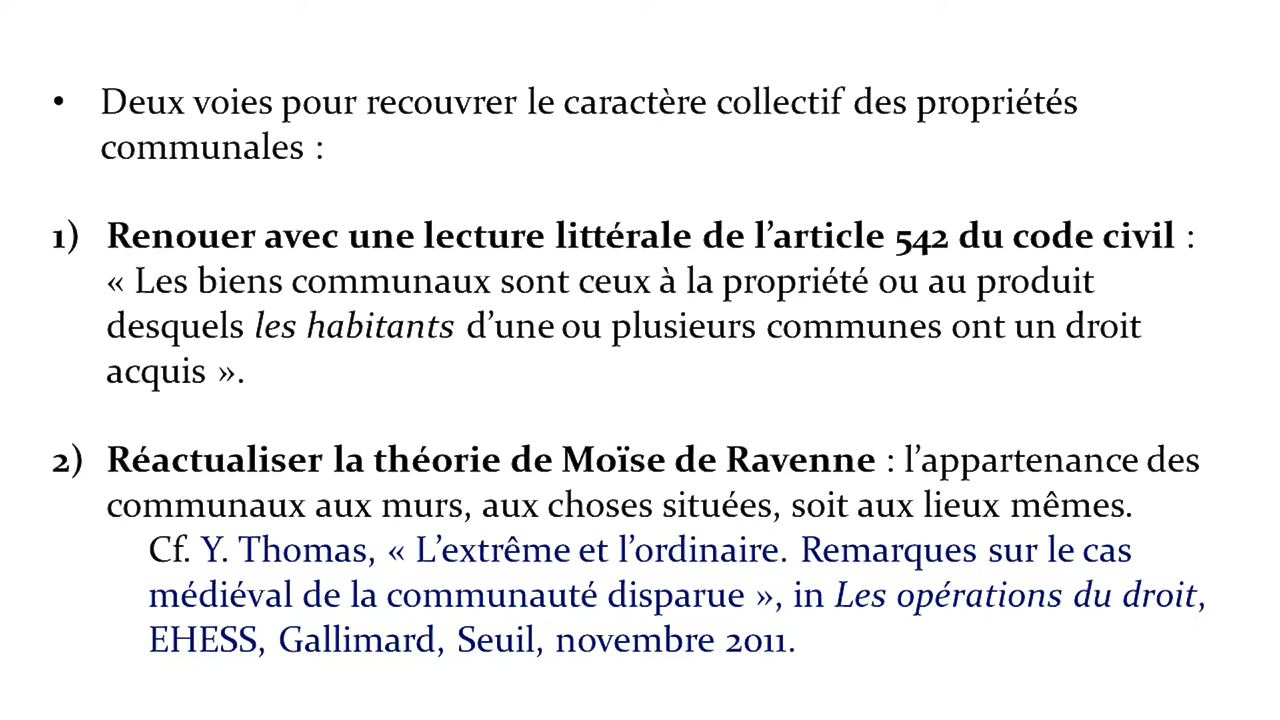 • Deux voies pour recouvrer le caractère collectif des propriétés
communales :
1) Renouer avec une lecture littérale de l’article 542 du code civil :
« Les biens communaux sont ceux à la propriété ou au produit
desquels les habitants d’une ou plusieurs communes ont un droit
acquis ».
2) Réactualiser la théorie de Moïse de Ravenne : l’appartenance des
communaux aux murs, aux choses situées, soit aux lieux mêmes.
Cf. Y. Thomas, « L’extrême et l’ordinaire. Remarques sur le cas
médiéval de la communauté disparue », in Les opérations du droit,
EHESS, Gallimard, Seuil, novembre 2011.